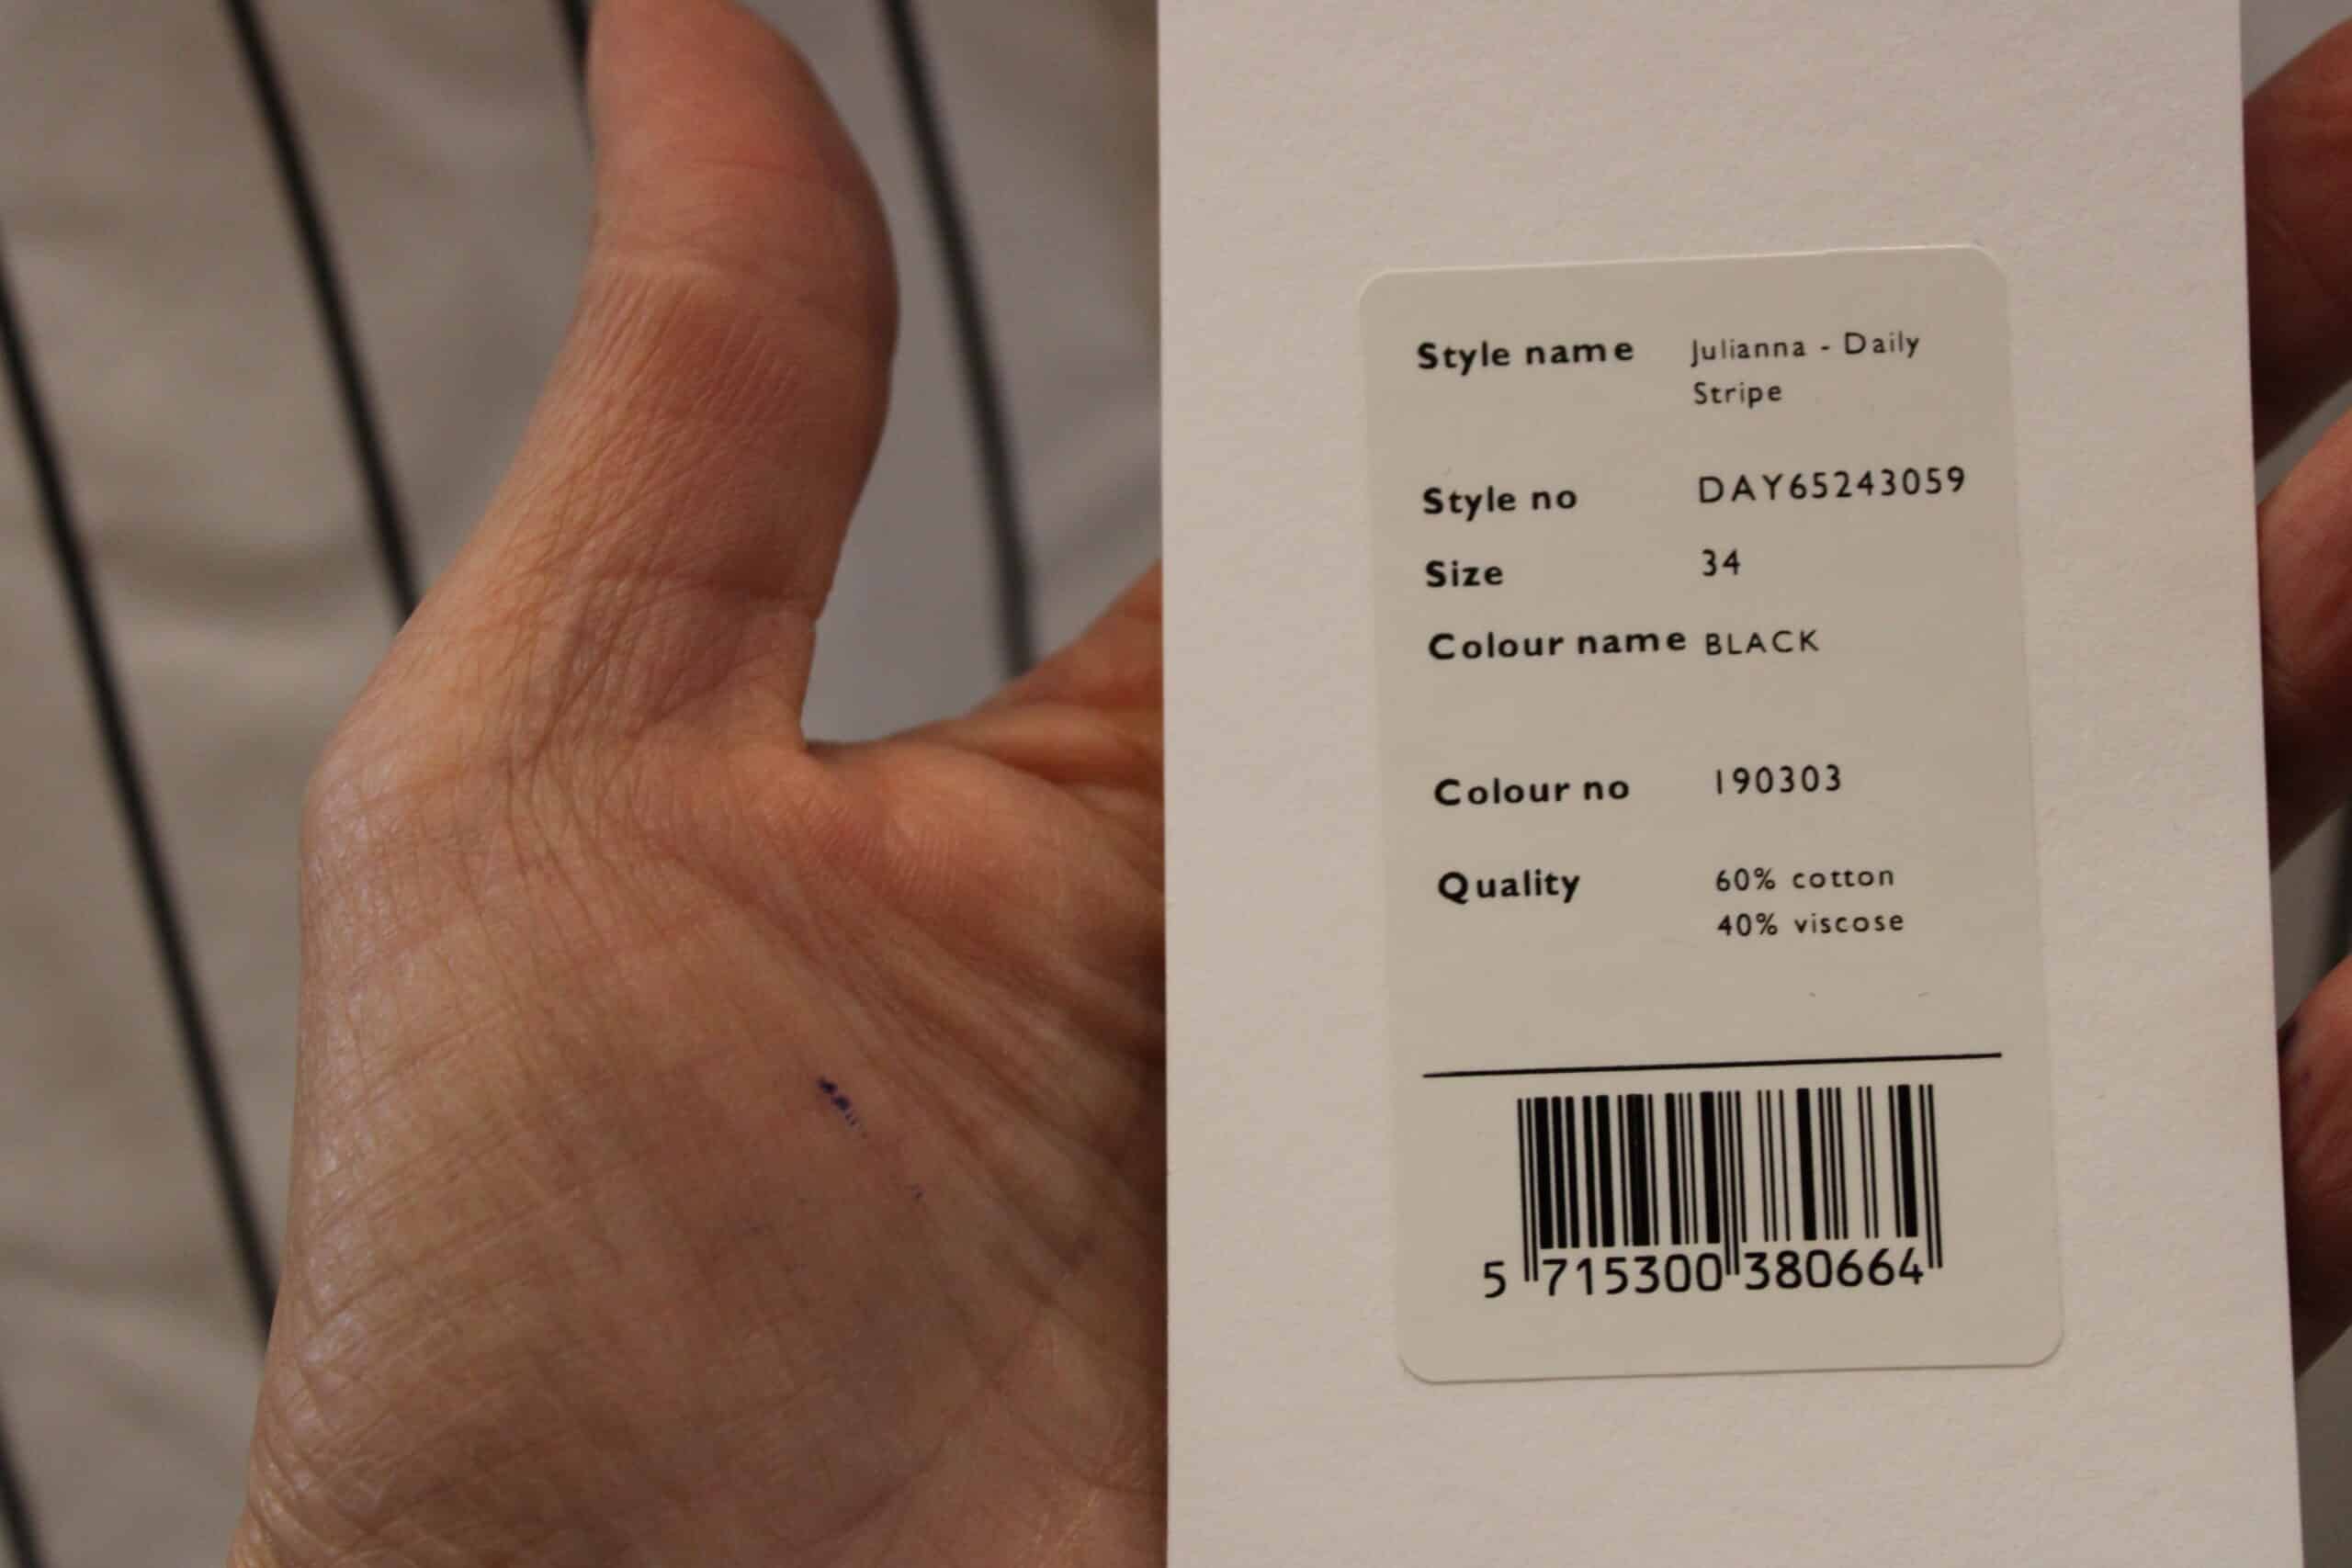 Style name Julianna - Daily
Stripe
Style no DAY65243059
Size 34
Colour name BLACK
Colour no 190303
Quality 60% cotton
40% viscose
5 715300 380664